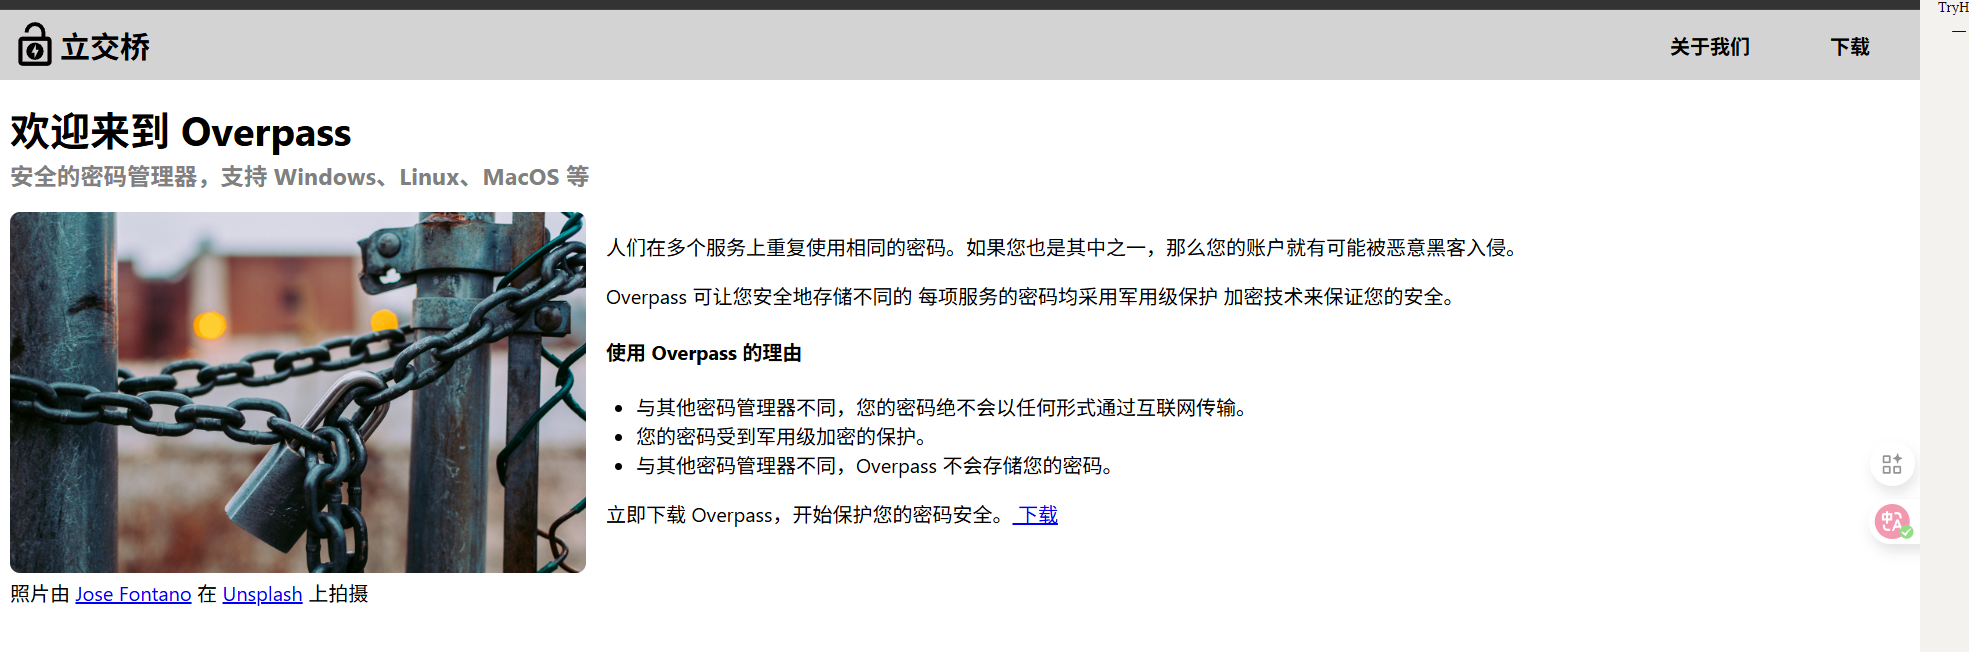 TryH
立交桥
关于我们
下载
欢迎来到 Overpass
安全的密码管理器，支持 Windows、Linux、MacOS 等
人们在多个服务上重复使用相同的密码。如果您也是其中之一，那么您的账户就有可能被恶意黑客入侵。
Overpass 可让您安全地存储不同的 每项服务的密码均采用军用级保护 加密技术来保证您的安全。
使用 Overpass 的理由
• 与其他密码管理器不同，您的密码绝不会以任何形式通过互联网传输。
• 您的密码受到军用级加密的保护。
• 与其他密码管理器不同，Overpass 不会存储您的密码。
立即下载 Overpass，开始保护您的密码安全。 下载
照片由 Jose Fontano 在 Unsplash 上拍摄
中A